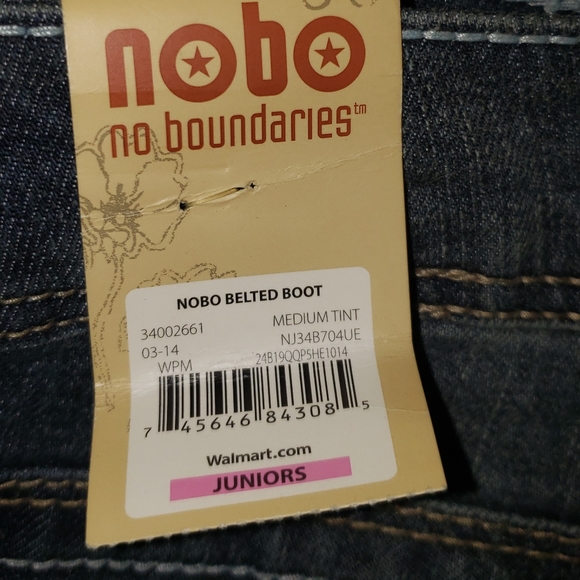 nobo
no boundaries™
NOBO BELTED BOOT
34002661 MEDIUM TINT
03-14 NJ34B704UE
WPM 24B19QQP5HE1014
7 45646 84308 5
Walmart.com
JUNIORS